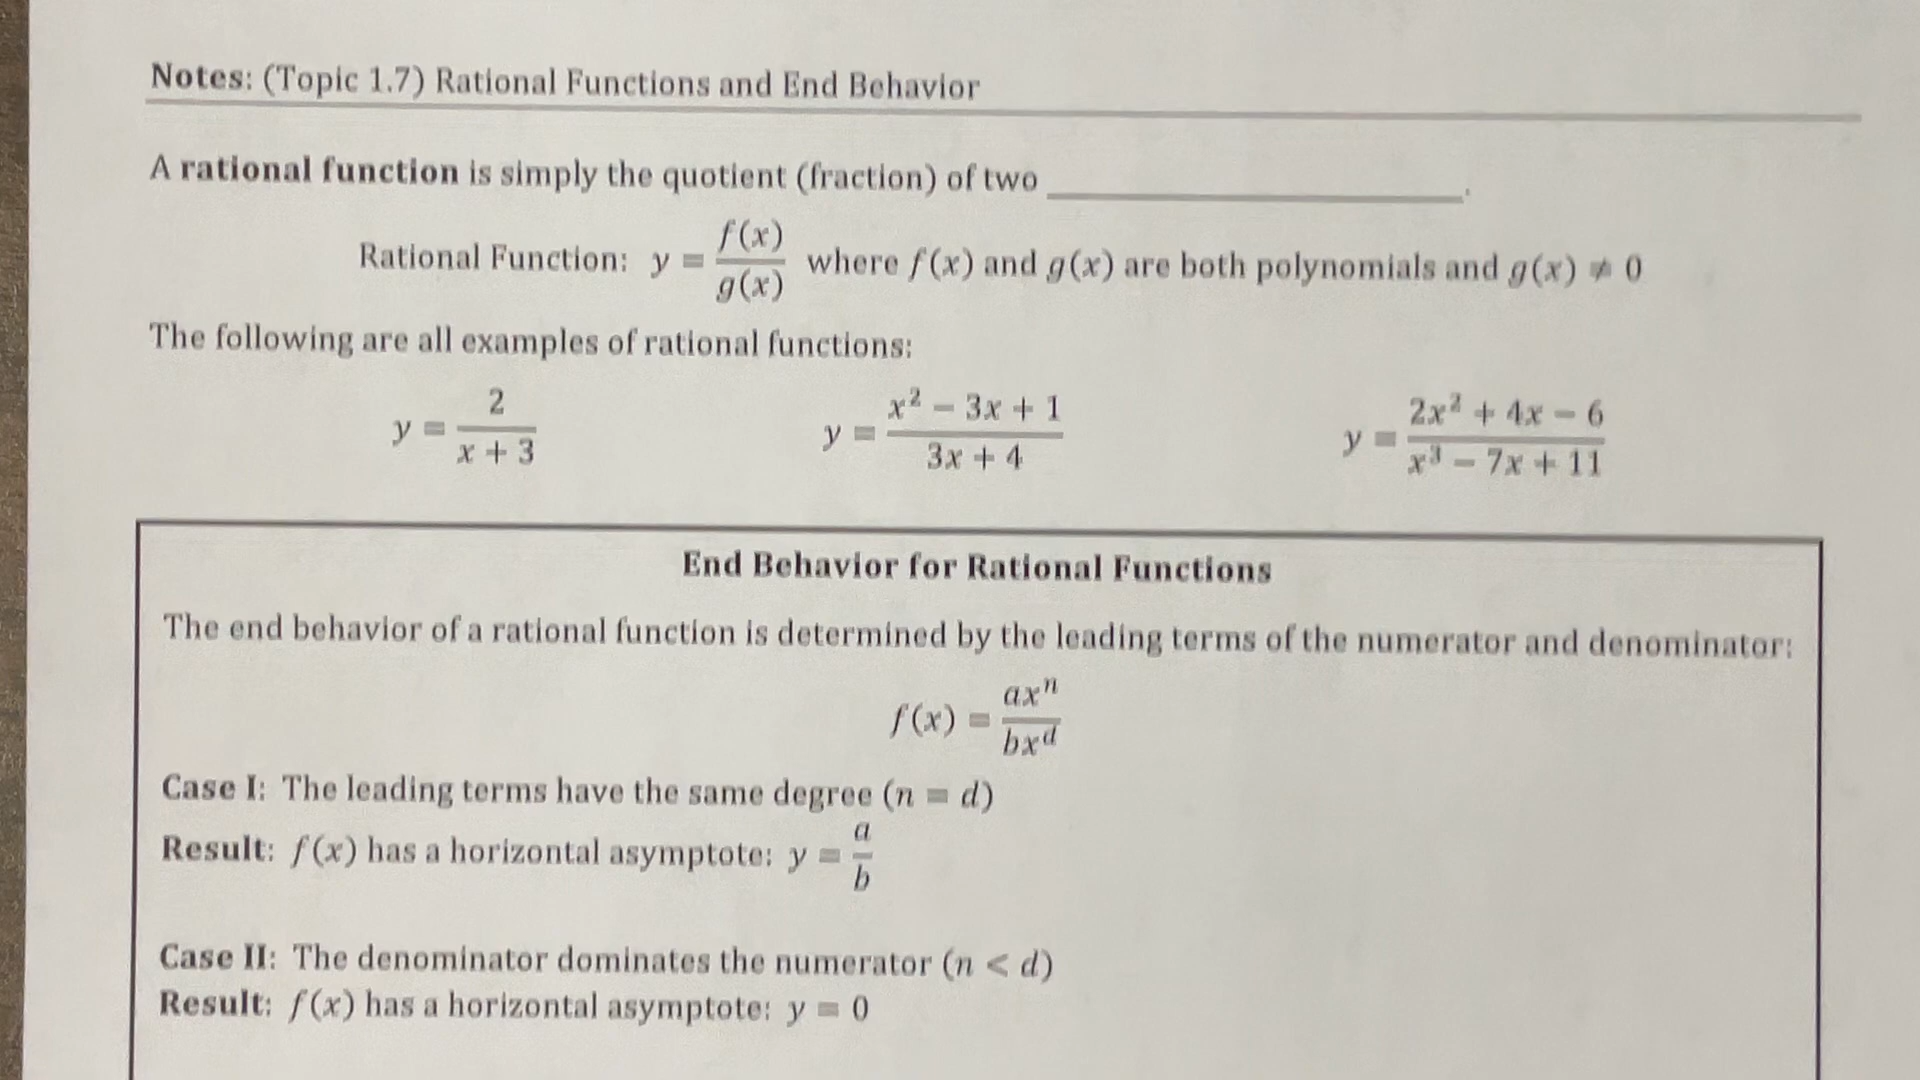 Notes: (Topic 1.7) Rational Functions and End Behavior
A rational function is simply the quotient (fraction) of two ____________________.
Rational Function: y = f(x)/g(x) where f(x) and g(x) are both polynomials and g(x) ≠ 0
The following are all examples of rational functions:
y = 2/(x + 3) y = (x² − 3x + 1)/(3x + 4) y = (2x² + 4x − 6)/(x³ − 7x + 11)
End Behavior for Rational Functions
The end behavior of a rational function is determined by the leading terms of the numerator and denominator:
f(x) = axⁿ/bxᵈ
Case I: The leading terms have the same degree (n = d)
Result: f(x) has a horizontal asymptote: y = a/b
Case II: The denominator dominates the numerator (n < d)
Result: f(x) has a horizontal asymptote: y = 0